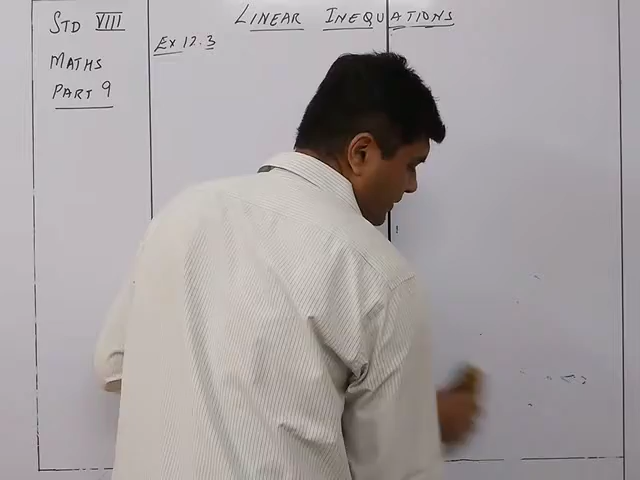 STD VIII
MATHS
PART 9
LINEAR INEQUATIONS
Ex 12.3